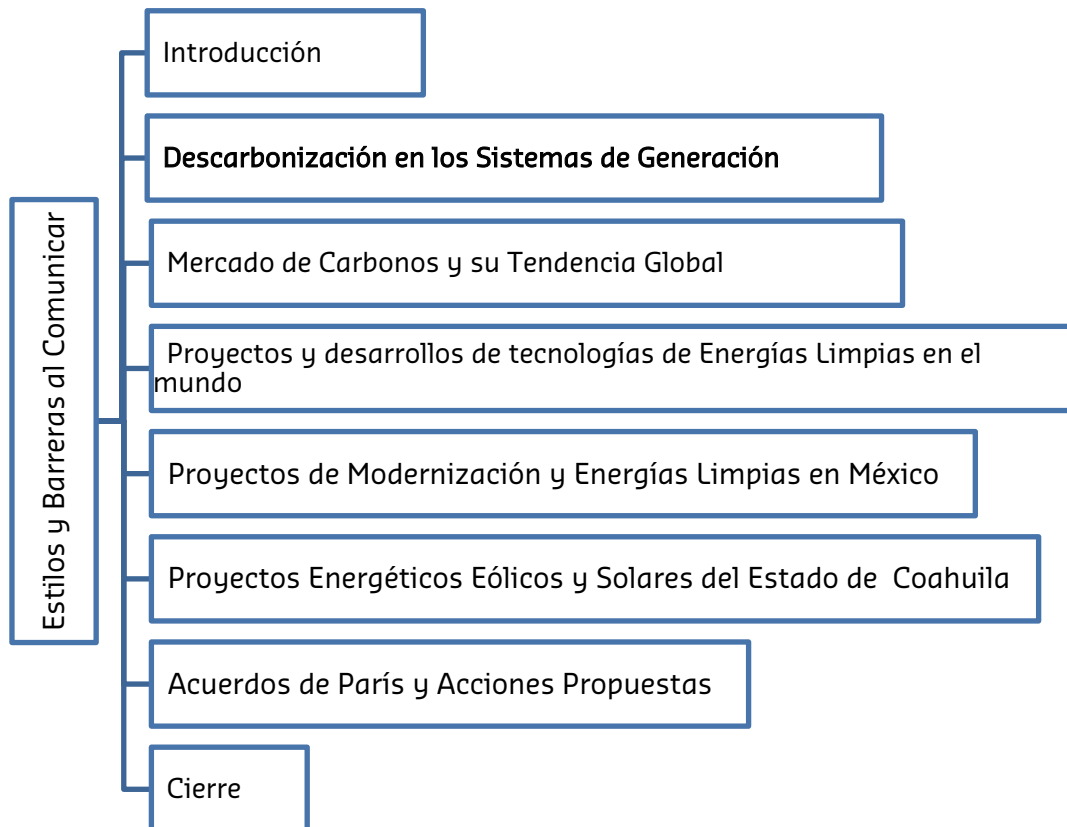 Estilos y Barreras al Comunicar
Introducción
Descarbonización en los Sistemas de Generación
Mercado de Carbonos y su Tendencia Global
Proyectos y desarrollos de tecnologías de Energías Limpias en el
mundo
Proyectos de Modernización y Energías Limpias en México
Proyectos Energéticos Eólicos y Solares del Estado de Coahuila
Acuerdos de París y Acciones Propuestas
Cierre